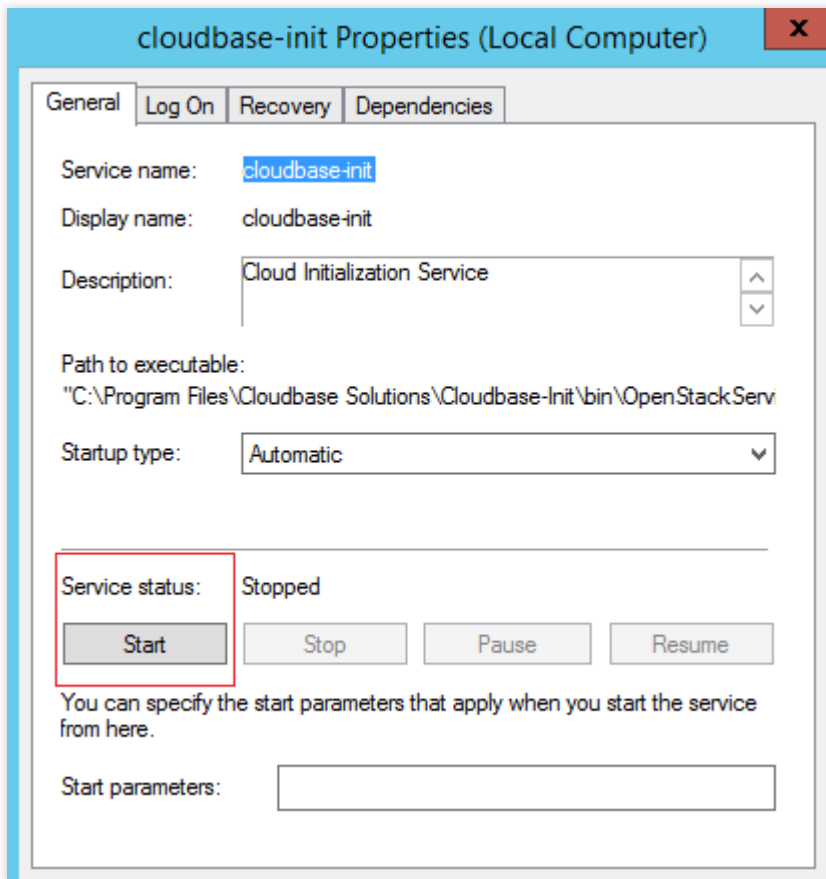 cloudbase-init Properties (Local Computer)
x
General Log On Recovery Dependencies
Service name: cloudbase-init
Display name: cloudbase-init
Description: Cloud Initialization Service
Path to executable:
"C:\Program Files\Cloudbase Solutions\Cloudbase-Init\bin\OpenStackServi
Startup type: Automatic
Service status: Stopped
Start Stop Pause Resume
You can specify the start parameters that apply when you start the service
from here.
Start parameters: